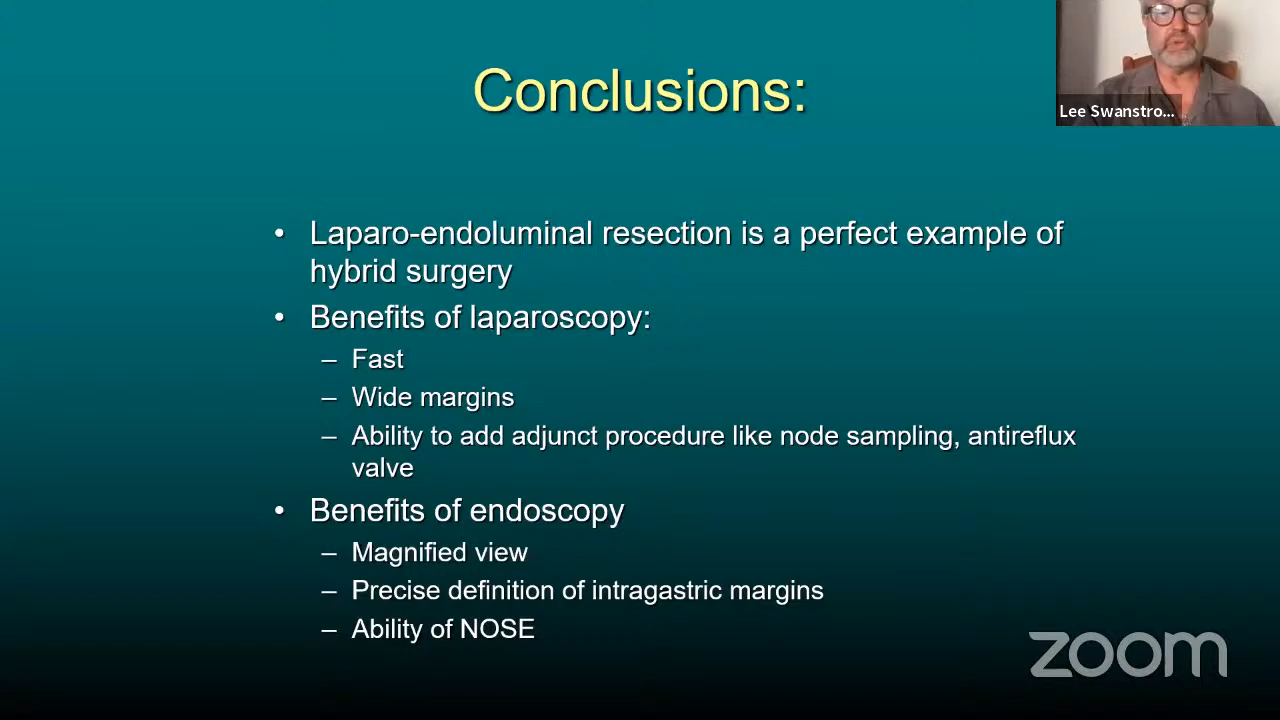 Conclusions:
Lee Swanstro...
• Laparo-endoluminal resection is a perfect example of
hybrid surgery
• Benefits of laparoscopy:
– Fast
– Wide margins
– Ability to add adjunct procedure like node sampling, antireflux
valve
• Benefits of endoscopy
– Magnified view
– Precise definition of intragastric margins
– Ability of NOSE
zoom